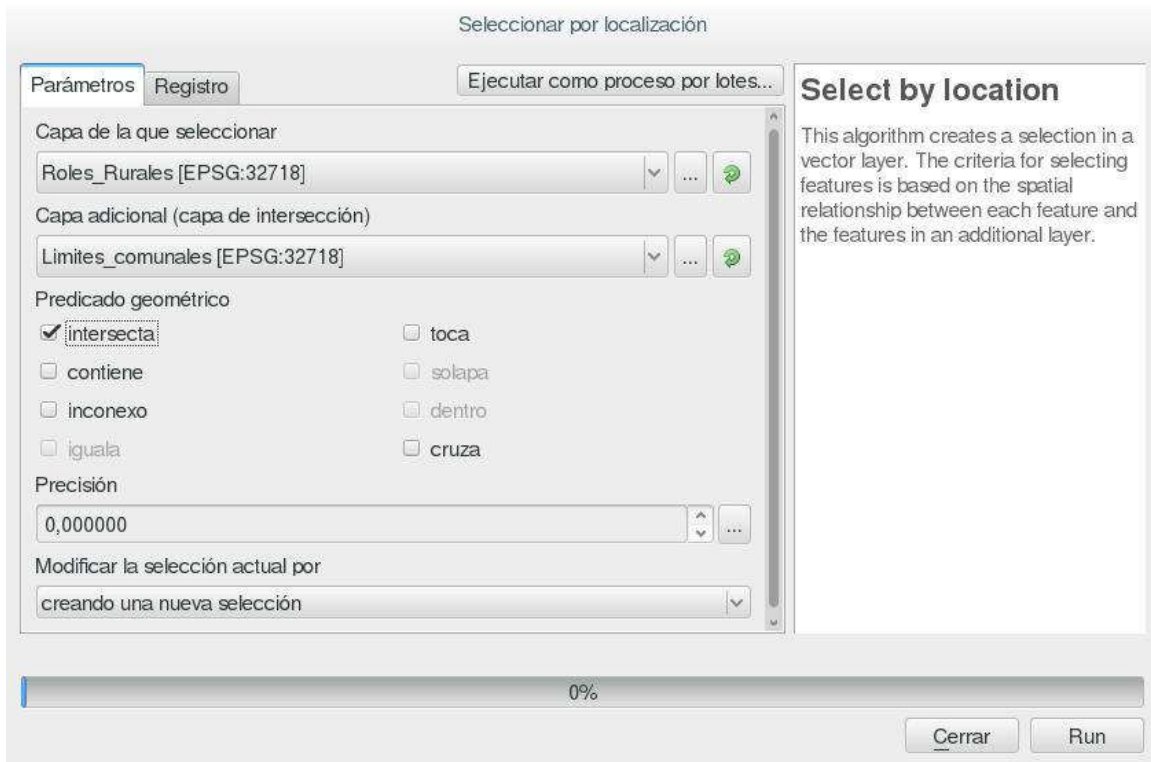 Seleccionar por localización
Parámetros
Registro
Ejecutar como proceso por lotes...
Capa de la que seleccionar
Roles_Rurales [EPSG:32718]
...
Capa adicional (capa de intersección)
Limites_comunales [EPSG:32718]
...
Predicado geométrico
intersecta
toca
contiene
solapa
inconexo
dentro
iguala
cruza
Precisión
0,000000
...
Modificar la selección actual por
creando una nueva selección
Select by location
This algorithm creates a selection in a
vector layer. The criteria for selecting
features is based on the spatial
relationship between each feature and
the features in an additional layer.
0%
Cerrar
Run